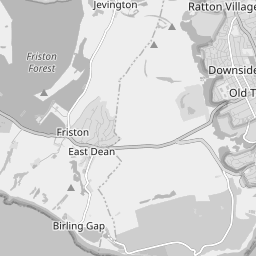 Jevington
Ratton Village
Friston
Forest
Downside
Old T
Friston
East Dean
Birling Gap